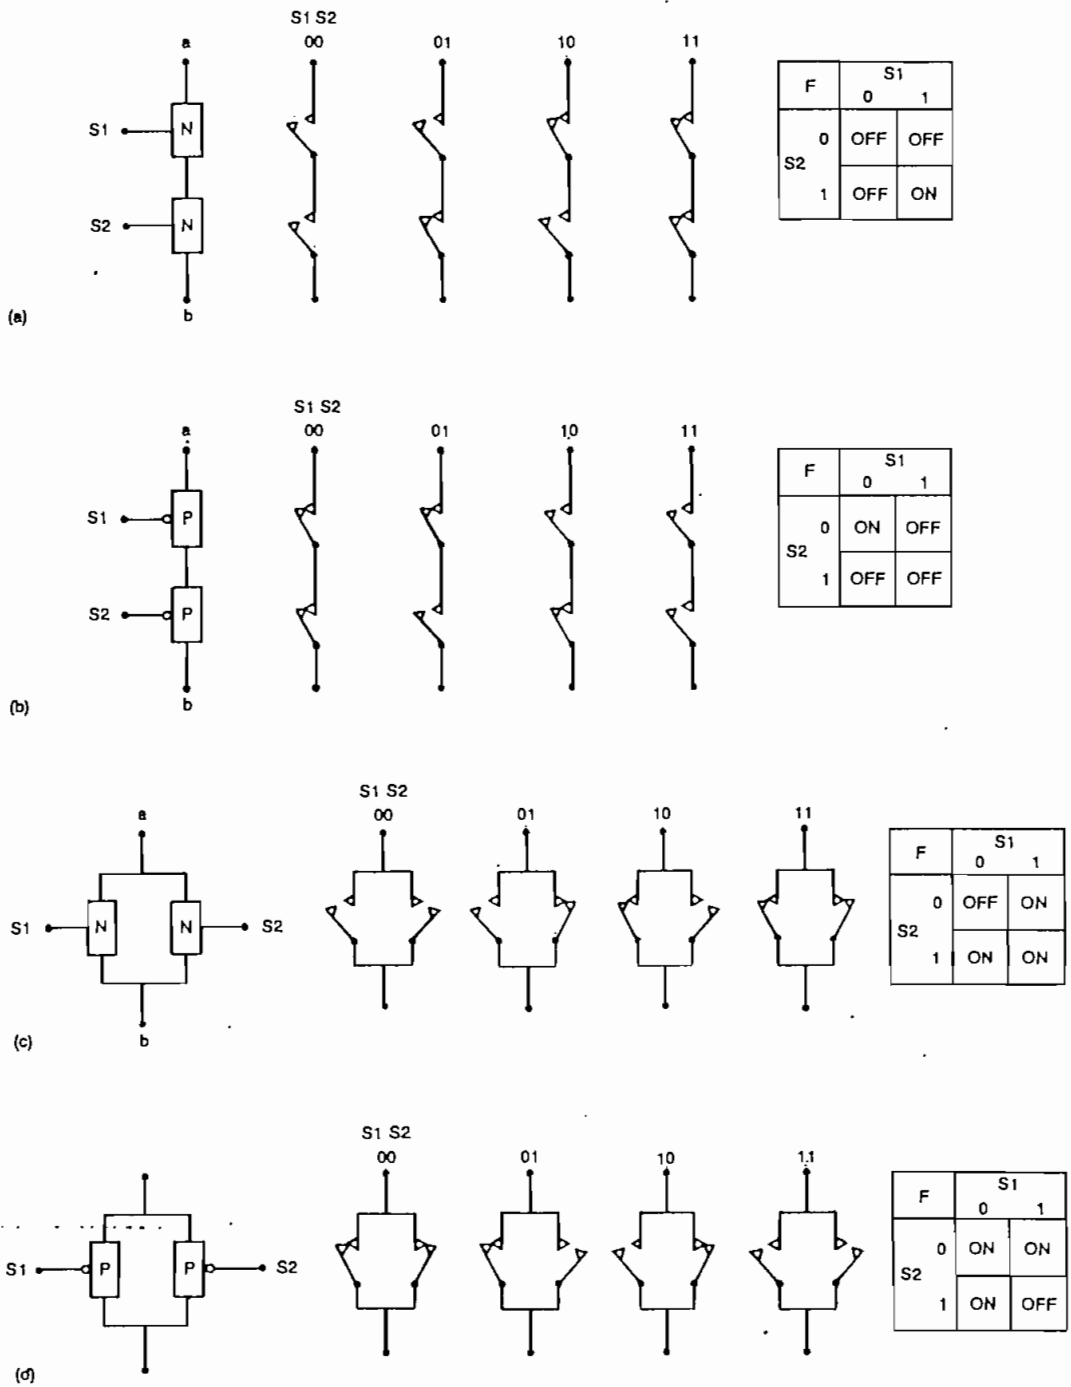 S1 S2
a
00
01
10
11
S1
N
S2
N
b
(a)
F
S1
0 1
S2
0 OFF OFF
1 OFF ON
S1 S2
a
00
01
10
11
S1
P
S2
P
b
(b)
F
S1
0 1
S2
0 ON OFF
1 OFF OFF
S1 S2
a
00
01
10
11
S1
N
N
S2
b
(c)
F
S1
0 1
S2
0 OFF ON
1 ON ON
S1 S2
00
01
10
11
S1
P
P
S2
(d)
F
S1
0 1
S2
0 ON ON
1 ON OFF